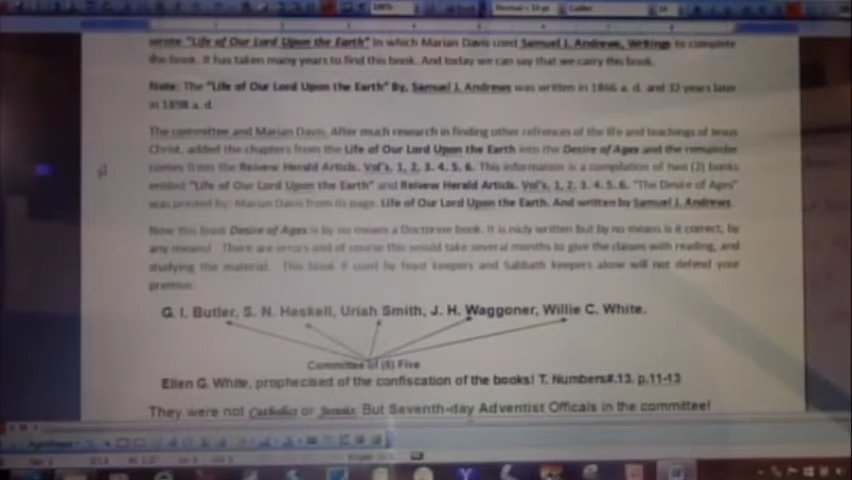 wrote "Life of Our Lord Upon the Earth" In which Marian Davis used Samuel J. Andrews, Writings to complete
the book. It has taken many years to find this book. And today we can say that we carry this book.
Note: The "Life of Our Lord Upon the Earth" By, Samuel J. Andrews was written in 1866 a. d. and 32 years later
in 1898 a. d.
The committee and Marian Davis. After much research in finding other refrences of the life and teachings of Jesus
Christ, added the chapters from the Life of Our Lord Upon the Earth into the Desire of Ages and the remainder
comes from the Reivew Herald Articls. Vol's. 1, 2, 3, 4, 5, 6. This information is a compilation of two (2) books
entitled "Life of Our Lord Upon the Earth" and Reivew Herald Articls. Vol's. 1, 2, 3, 4, 5, 6. "The Desire of Ages"
was printed by: Marian Davis from its page. Life of Our Lord Upon the Earth. And written by Samuel J. Andrews.
Now this book Desire of Ages is by no means a Doctorine book. It is nicly written but by no means is it correct, by
any means! There are errors and of course this would take several months to give the classes with reading, and
studying the material. This book if used by feast keepers and Sabbath keepers alone will not defend your
premise.
G. I. Butler, S. N. Haskell, Uriah Smith, J. H. Waggoner, Willie C. White.
Committee of (5) Five
Ellen G. White, prophecised of the confiscation of the books! T. Numbers#.13. p.11-13
They were not Catholics or But Seventh-day Adventist Officals in the committee!